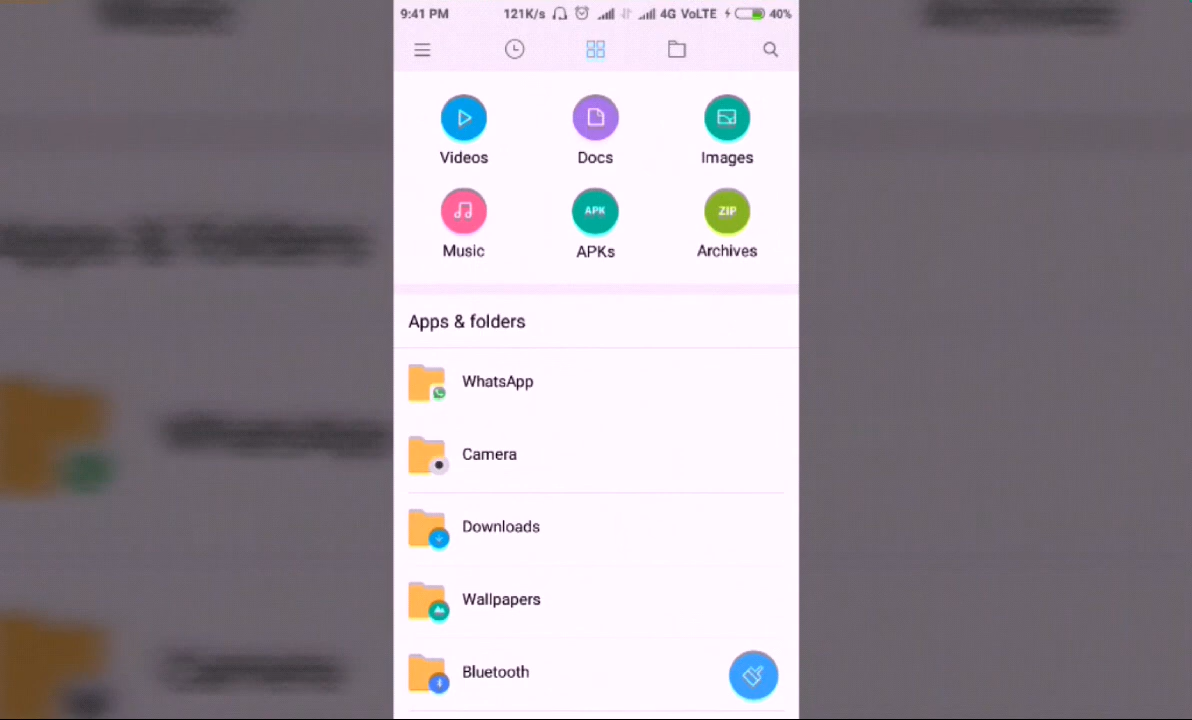 9:41 PM 121K/s 4G VoLTE 40%
Videos Docs Images
APK ZIP
Music APKs Archives
Apps & folders
WhatsApp
Camera
Downloads
Wallpapers
Bluetooth